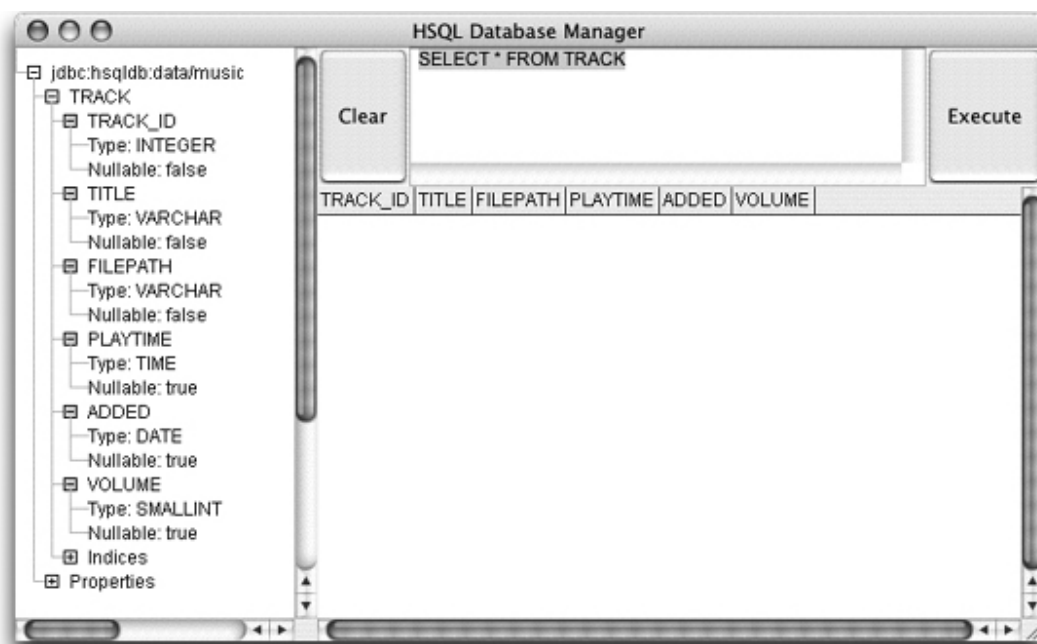 HSQL Database Manager
jdbc:hsqldb:data/music
TRACK
TRACK_ID
Type: INTEGER
Nullable: false
TITLE
Type: VARCHAR
Nullable: false
FILEPATH
Type: VARCHAR
Nullable: false
PLAYTIME
Type: TIME
Nullable: true
ADDED
Type: DATE
Nullable: true
VOLUME
Type: SMALLINT
Nullable: true
Indices
Properties
Clear
SELECT * FROM TRACK
Execute
TRACK_ID TITLE FILEPATH PLAYTIME ADDED VOLUME